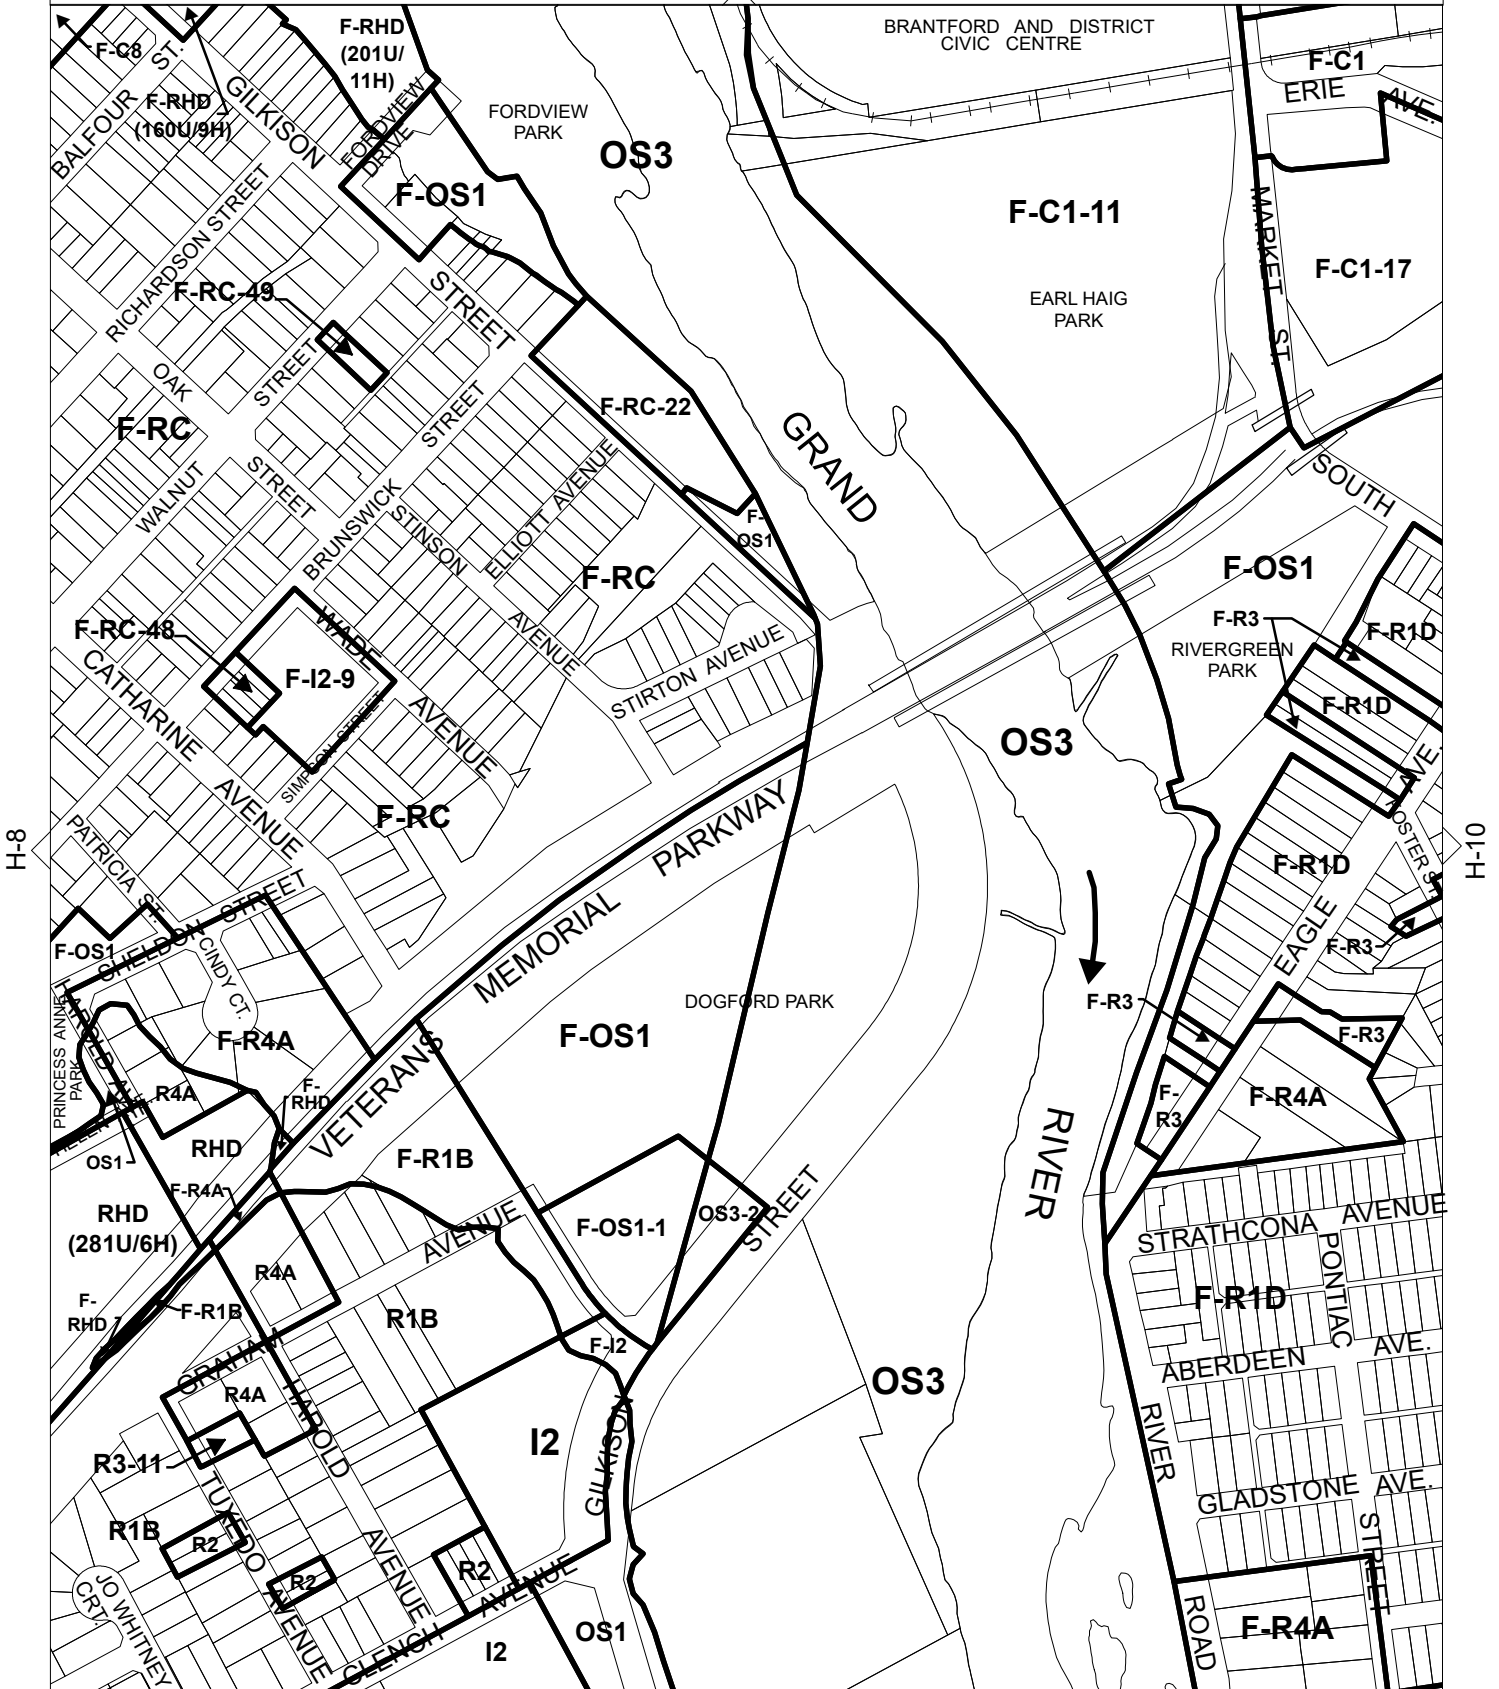 BRANTFORD AND DISTRICT
CIVIC CENTRE
F-C8
F-RHD
(201U/
11H)
F-C1
ERIE AVE.
BALFOUR ST.
F-RHD
(160U/9H)
GILKISON
FORDVIEW
DRIVE
FORDVIEW
PARK
OS3
F-OS1
F-C1-11
MARKET ST.
F-C1-17
RICHARDSON STREET
F-RC-49
STREET
EARL HAIG
PARK
OAK
STREET
F-RC
STREET
F-RC-22
GRAND
WALNUT
STREET
BRUNSWICK
STINSON
ELLIOTT AVENUE
F-
OS1
SOUTH
F-RC
F-OS1
F-RC-48
WADE
AVENUE
F-R3
F-R1D
RIVERGREEN
PARK
F-I2-9
CATHARINE
STIRTON AVENUE
AVENUE
SIMPSON STREET
F-R1D
OS3
AVENUE
F-RC
PARKWAY
AVE.
FOSTER ST.
H-8
H-10
PATRICIA ST.
F-R1D
SHELDON STREET
MEMORIAL
EAGLE
F-OS1
CINDY CT.
F-R3
PRINCESS ANNE
PARK
HAROLD AVE.
F-R4A
DOGFORD PARK
F-R3
F-OS1
VETERANS
F-R3
R4A
F-
RHD
F-
R3
F-R4A
OS1
RHD
F-R1B
RIVER
F-R4A
RHD
(281U/6H)
AVENUE
F-OS1-1
OS3-2
STREET
STRATHCONA AVENUE
R4A
PONTIAC
F-
RHD
F-R1B
R1B
F-R1D
F-I2
GRAHAM
ABERDEEN AVE.
R4A
HAROLD
OS3
R3-11
I2
GILKISON
RIVER
TUXEDO
GLADSTONE AVE.
R1B
R2
AVENUE
STREET
R2
R2
AVENUE
JO WHITNEY
CRT.
AVENUE
CLENCH
I2
OS1
ROAD
F-R4A